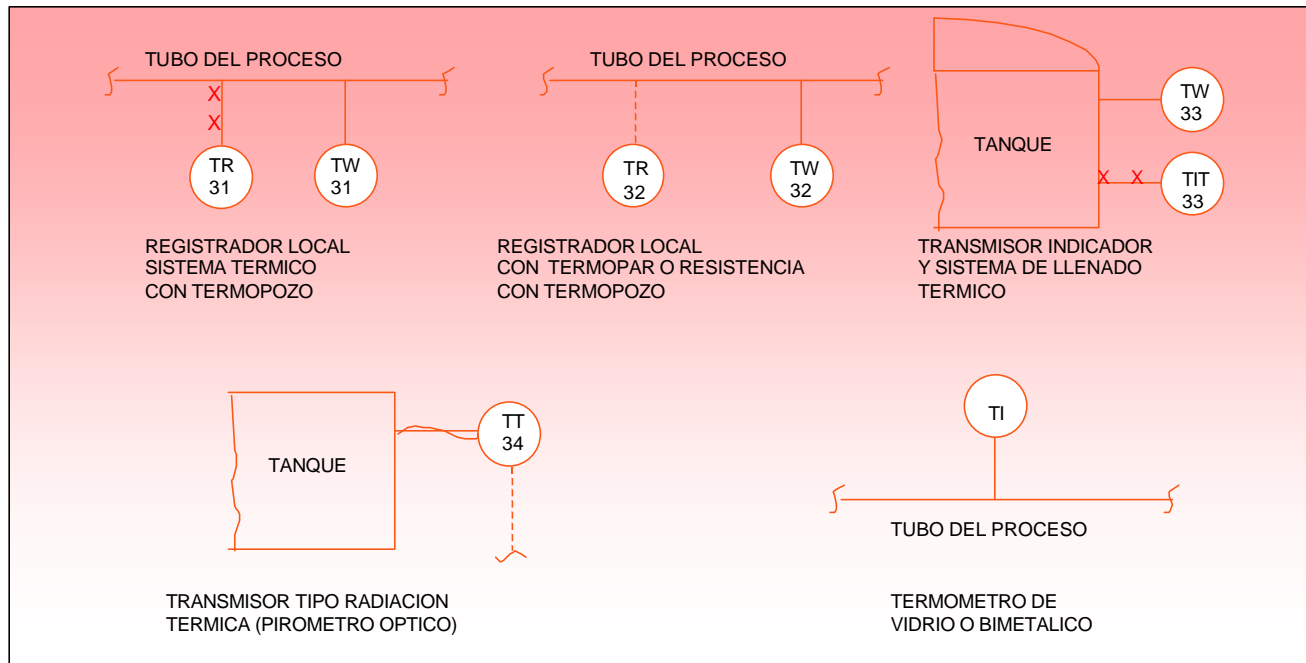 TUBO DEL PROCESO
X
X
TR
31
TW
31
REGISTRADOR LOCAL
SISTEMA TERMICO
CON TERMOPOZO
TUBO DEL PROCESO
TR
32
TW
32
REGISTRADOR LOCAL
CON TERMOPAR O RESISTENCIA
CON TERMOPOZO
TANQUE
TW
33
X X
TIT
33
TRANSMISOR INDICADOR
Y SISTEMA DE LLENADO
TERMICO
TANQUE
TT
34
TRANSMISOR TIPO RADIACION
TERMICA (PIROMETRO OPTICO)
TI
TUBO DEL PROCESO
TERMOMETRO DE
VIDRIO O BIMETALICO